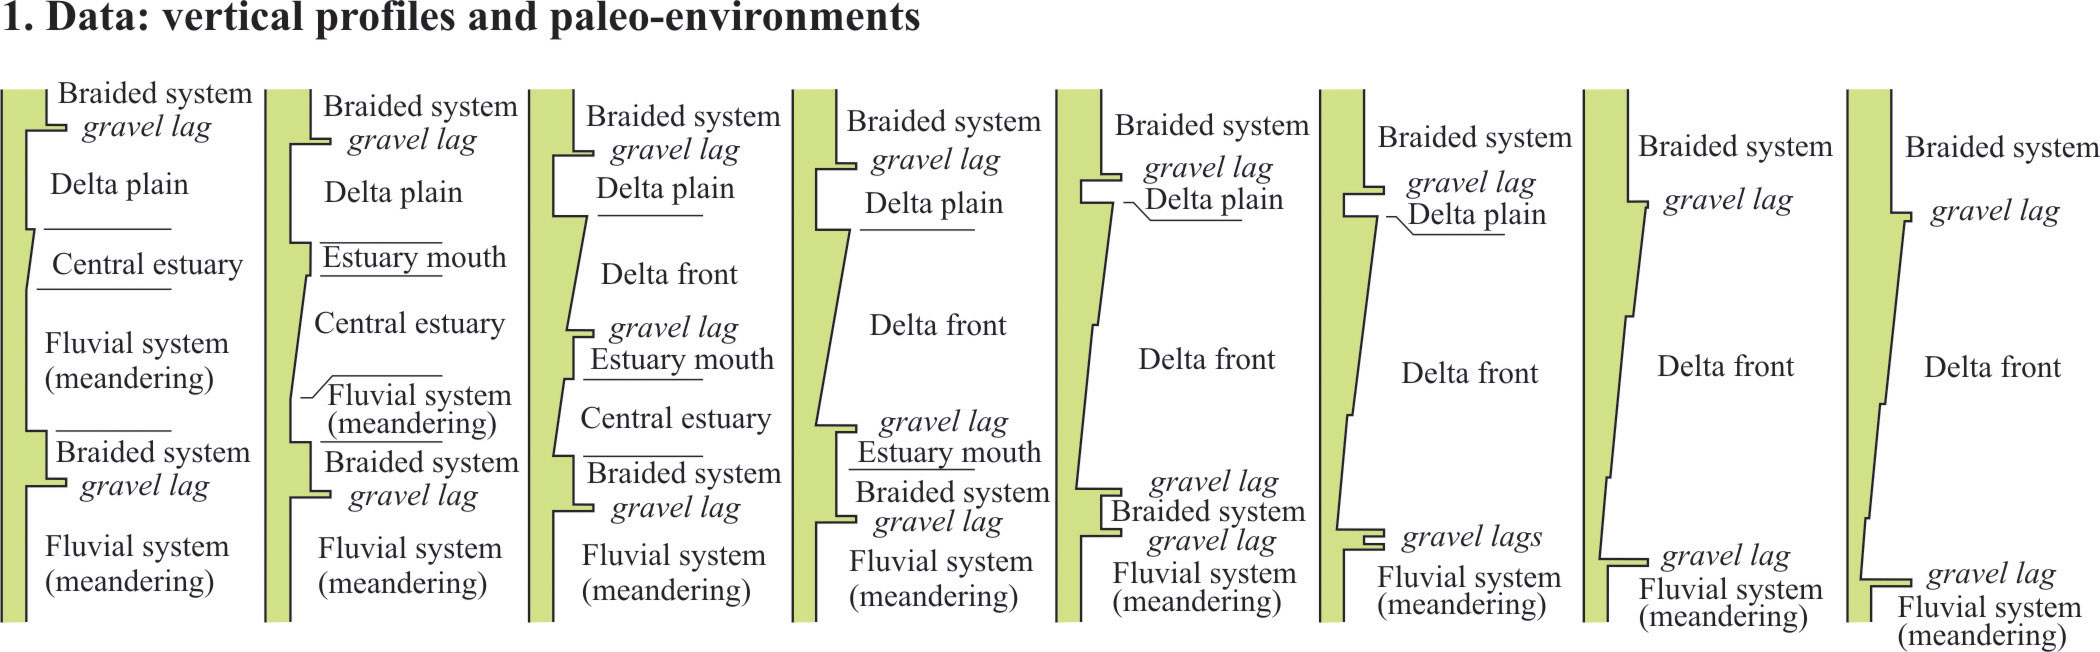 1. Data: vertical profiles and paleo-environments
Braided system
gravel lag
Delta plain
Central estuary
Fluvial system
(meandering)
Braided system
gravel lag
Fluvial system
(meandering)
Braided system
gravel lag
Delta plain
Estuary mouth
Central estuary
Fluvial system
(meandering)
Braided system
gravel lag
Fluvial system
(meandering)
Braided system
gravel lag
Delta plain
Delta front
gravel lag
Estuary mouth
Central estuary
Braided system
gravel lag
Fluvial system
(meandering)
Braided system
gravel lag
Delta plain
Delta front
gravel lag
Estuary mouth
Braided system
gravel lag
Fluvial system
(meandering)
Braided system
gravel lag
Delta plain
Delta front
gravel lag
Braided system
gravel lag
Fluvial system
(meandering)
Braided system
gravel lag
Delta plain
Delta front
gravel lags
Fluvial system
(meandering)
Braided system
gravel lag
Delta front
gravel lag
Fluvial system
(meandering)
Braided system
gravel lag
Delta front
gravel lag
Fluvial system
(meandering)